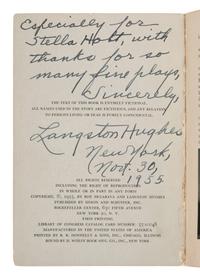 Especially for
Stella Holt, with
thanks for so
many fine plays,
Sincerely,
THE TEXT OF THIS BOOK IS ENTIRELY FICTIONAL.
ALL NAMES USED IN THE STORY ARE FICTITIOUS, AND ANY RELATION
TO PERSONS LIVING OR DEAD IS PURELY COINCIDENTAL.
Langston Hughes
New York,
Nov. 30,
1955.
ALL RIGHTS RESERVED
INCLUDING THE RIGHT OF REPRODUCTION
IN WHOLE OR IN PART IN ANY FORM
COPYRIGHT, ©, 1955, BY ROY DECARAVA AND LANGSTON HUGHES
PUBLISHED BY SIMON AND SCHUSTER, INC.
ROCKEFELLER CENTER, 630 FIFTH AVENUE
NEW YORK 20, N. Y.
FIRST PRINTING
LIBRARY OF CONGRESS CATALOG CARD NUMBER:
MANUFACTURED IN THE UNITED STATES OF AMERICA
PRINTED BY R. R. DONNELLEY & SONS, INC., CHICAGO, ILLINOIS
BOUND BY H. WOLFF BOOK MFG. CO., INC., NEW YORK